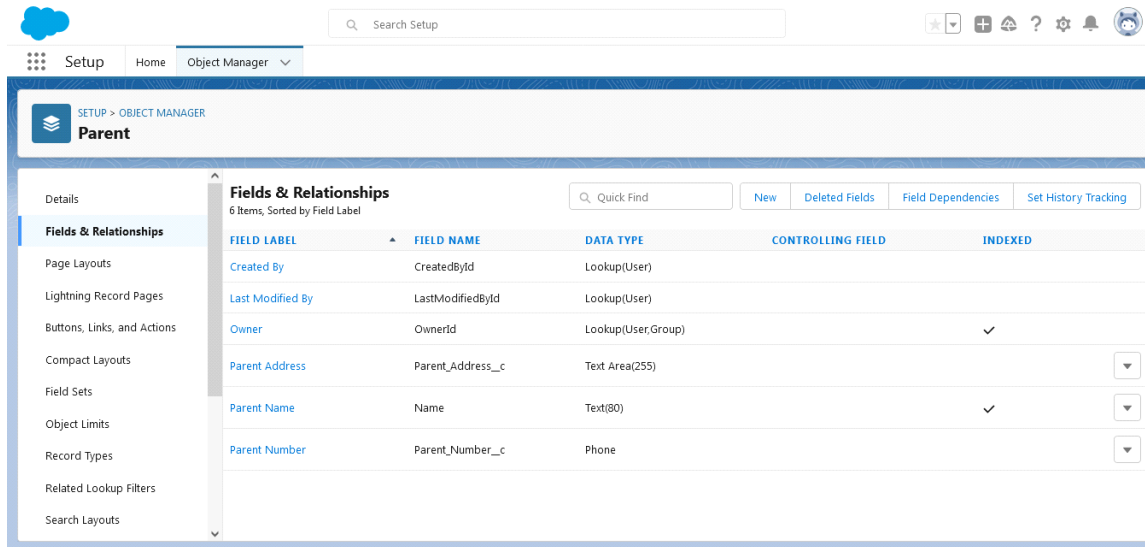 Search Setup
Setup Home Object Manager
SETUP > OBJECT MANAGER
Parent
Details
Fields & Relationships
Page Layouts
Lightning Record Pages
Buttons, Links, and Actions
Compact Layouts
Field Sets
Object Limits
Record Types
Related Lookup Filters
Search Layouts
Fields & Relationships
6 Items, Sorted by Field Label
Quick Find New Deleted Fields Field Dependencies Set History Tracking
FIELD LABEL FIELD NAME DATA TYPE CONTROLLING FIELD INDEXED
Created By CreatedById Lookup(User)
Last Modified By LastModifiedById Lookup(User)
Owner OwnerId Lookup(User,Group)
Parent Address Parent_Address__c Text Area(255)
Parent Name Name Text(80)
Parent Number Parent_Number__c Phone